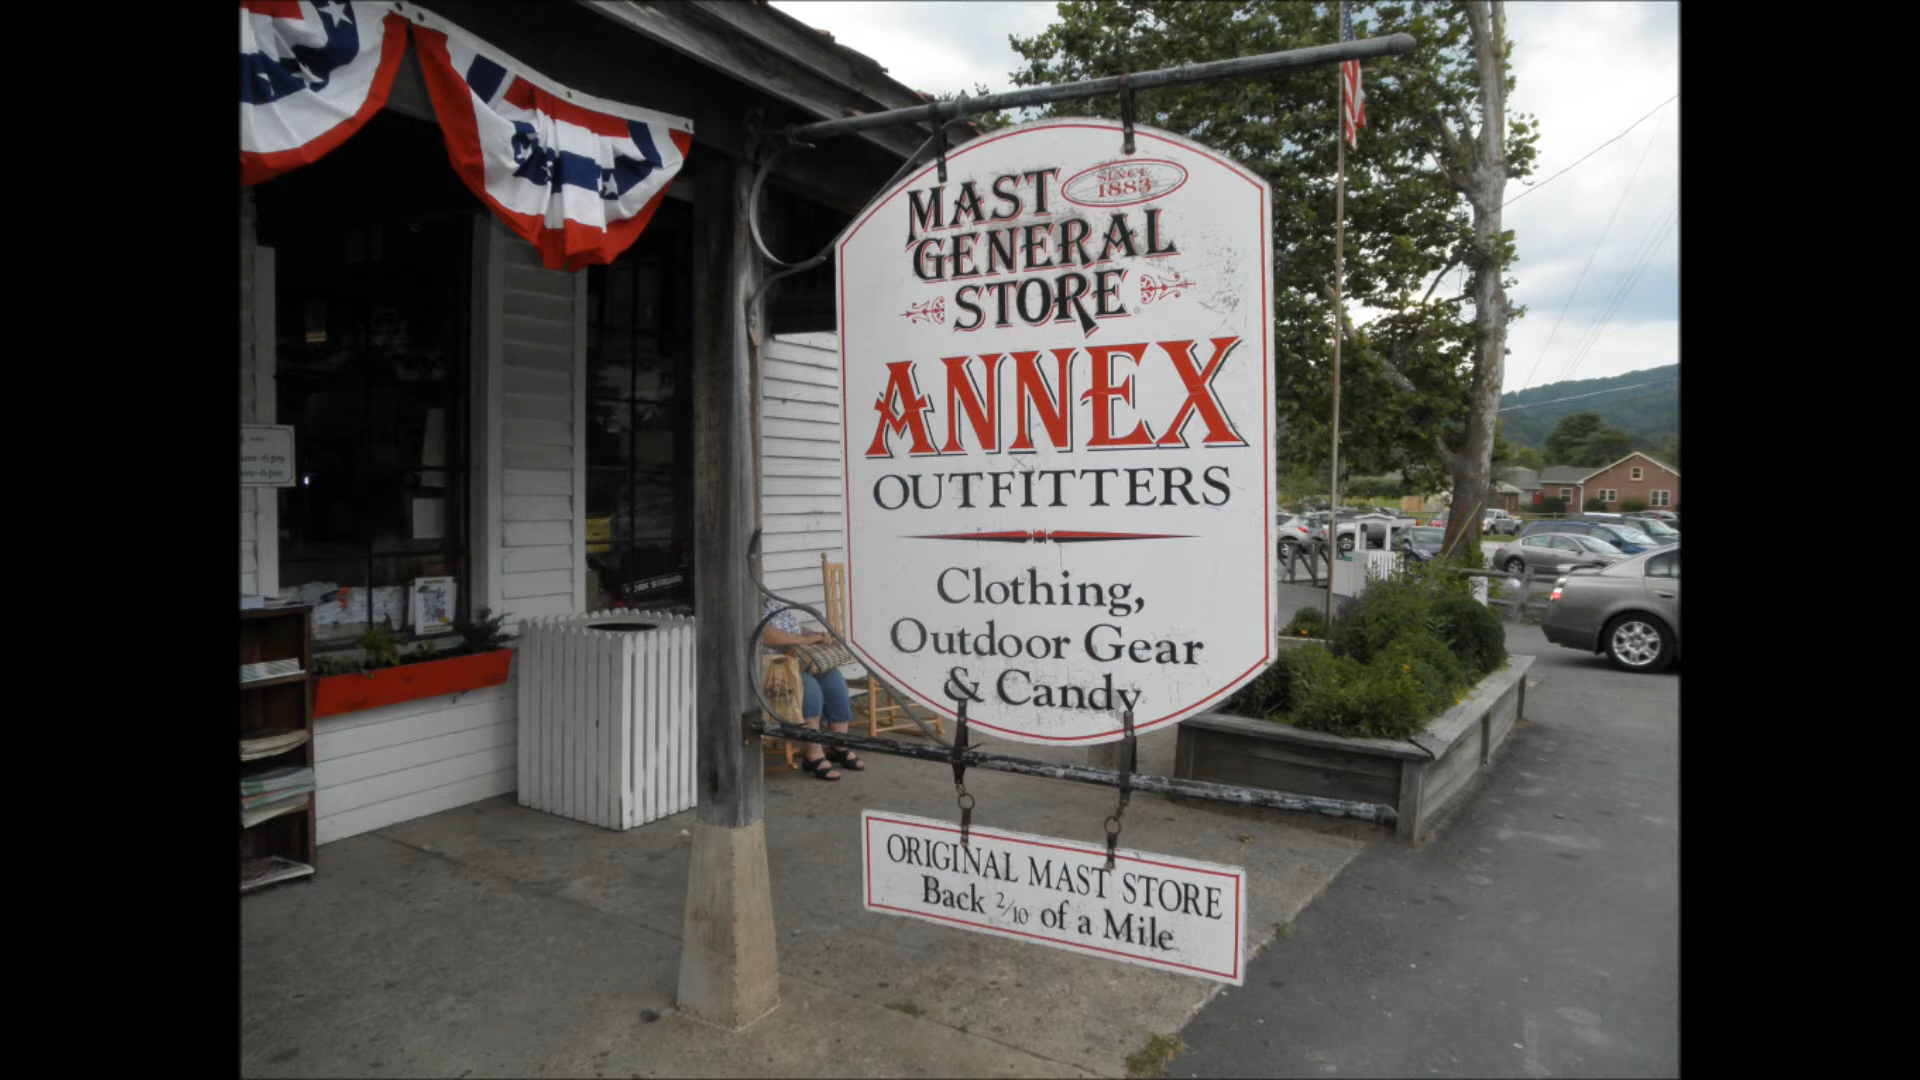 MAST SINCE 1883
GENERAL
STORE
ANNEX
OUTFITTERS
Clothing,
Outdoor Gear
& Candy
ORIGINAL MAST STORE
Back 2/10 of a Mile